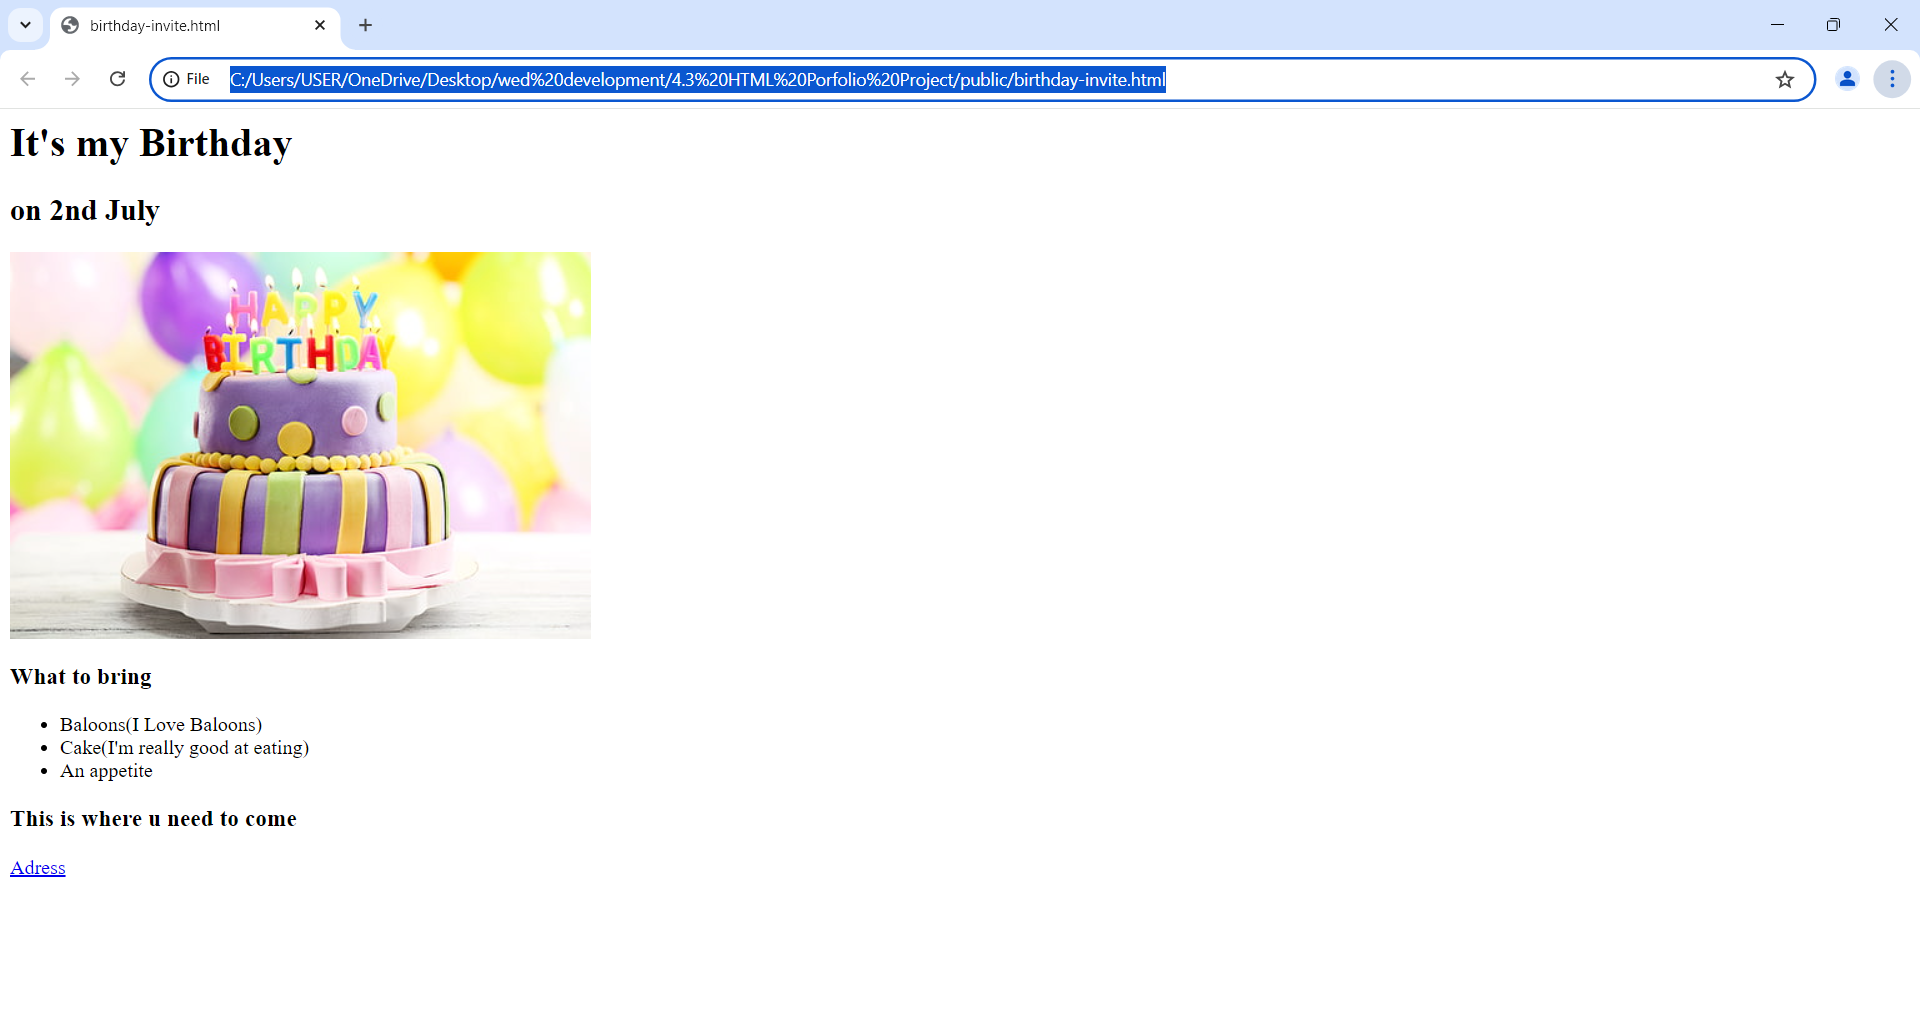 birthday-invite.html
File C:/Users/USER/OneDrive/Desktop/wed%20development/4.3%20HTML%20Porfolio%20Project/public/birthday-invite.html
It's my Birthday
on 2nd July
HAPPY
BIRTHDAY
What to bring
Baloons(I Love Baloons)
Cake(I'm really good at eating)
An appetite
This is where u need to come
Adress